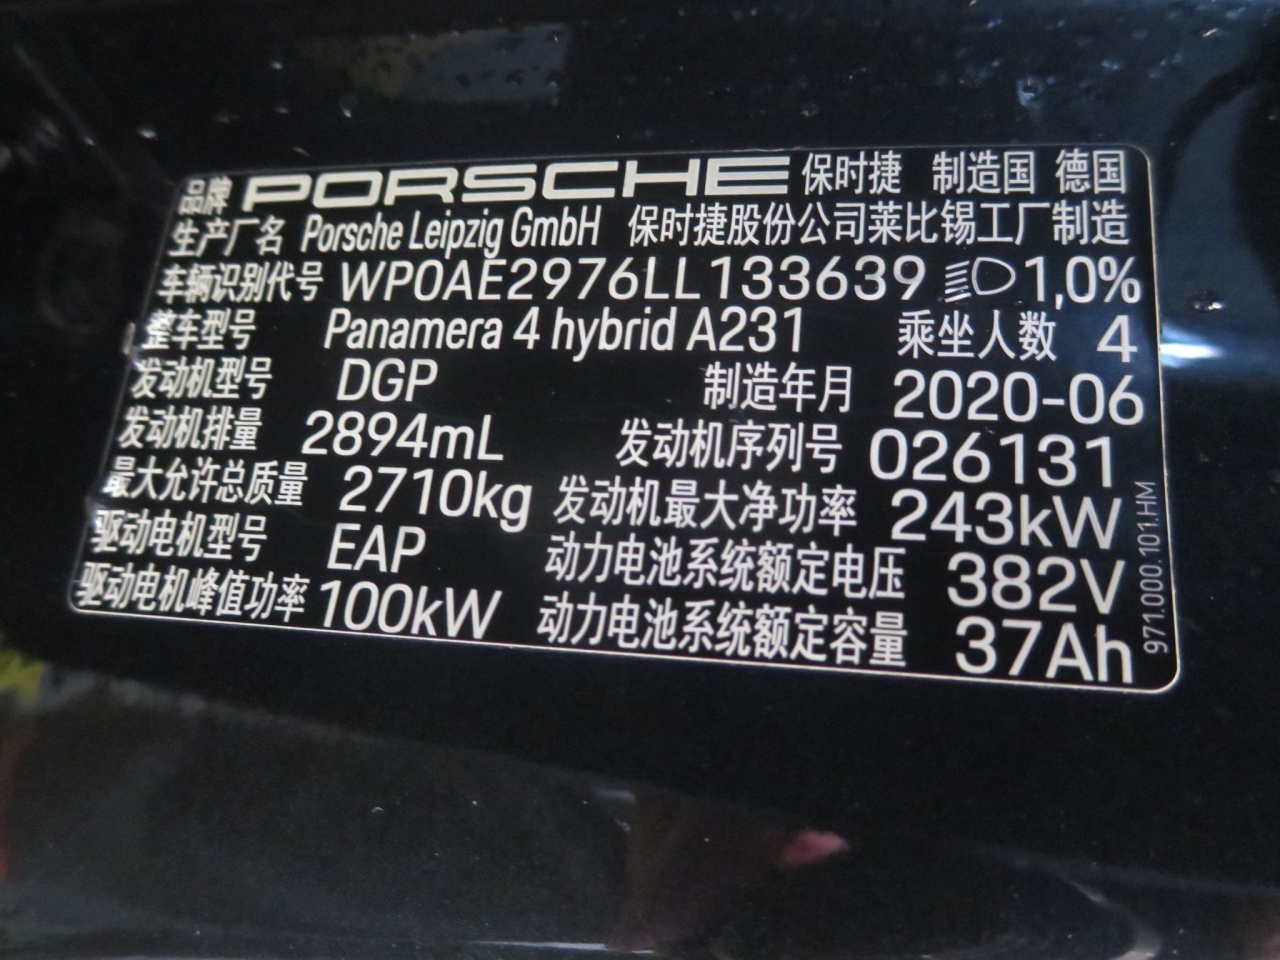 品牌 PORSCHE 保时捷 制造国 德国
生产厂名 Porsche Leipzig GmbH 保时捷股份公司莱比锡工厂制造
车辆识别代号 WP0AE2976LL133639 1,0%
整车型号 Panamera 4 hybrid A231 乘坐人数 4
发动机型号 DGP 制造年月 2020-06
发动机排量 2894mL 发动机序列号 026131
最大允许总质量 2710kg 发动机最大净功率 243kW
驱动电机型号 EAP 动力电池系统额定电压 382V
驱动电机峰值功率 100kW 动力电池系统额定容量 37Ah
971.000.101.HM